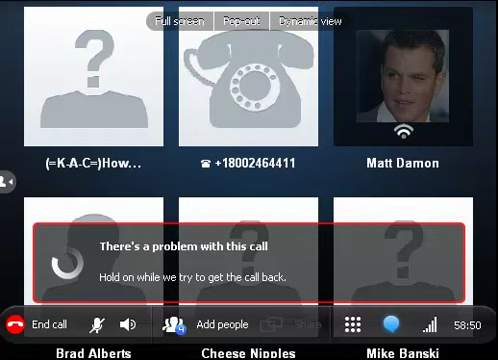 Full screen Pop-out Dynamic view
(=K-A-C=)How... +18002464411 Matt Damon
There's a problem with this call
Hold on while we try to get the call back.
End call 4 Add people Share 58:50
Brad Alberts Cheese Nipples Mike Banski